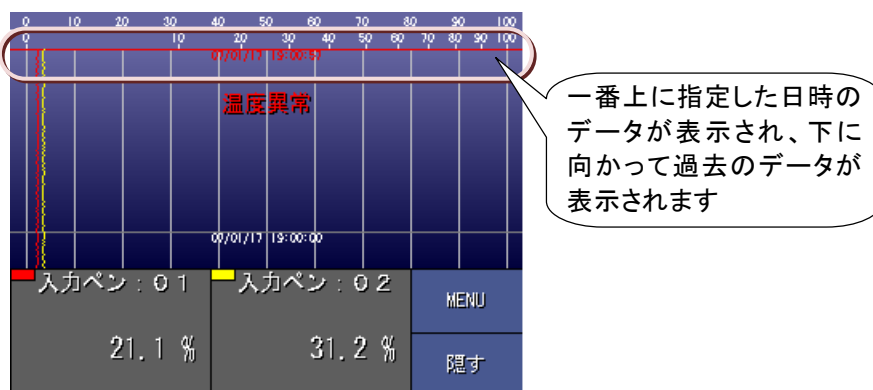 0 10 20 30 40 50 60 70 80 90 100
0 10 20 30 40 50 60 70 80 90 100
07/01/17 19:00:57
温度異常
一番上に指定した日時の
データが表示され、下に
向かって過去のデータが
表示されます
07/01/17 19:00:00
入力ペン:01 入力ペン:02
MENU
21.1 % 31.2 %
隠す